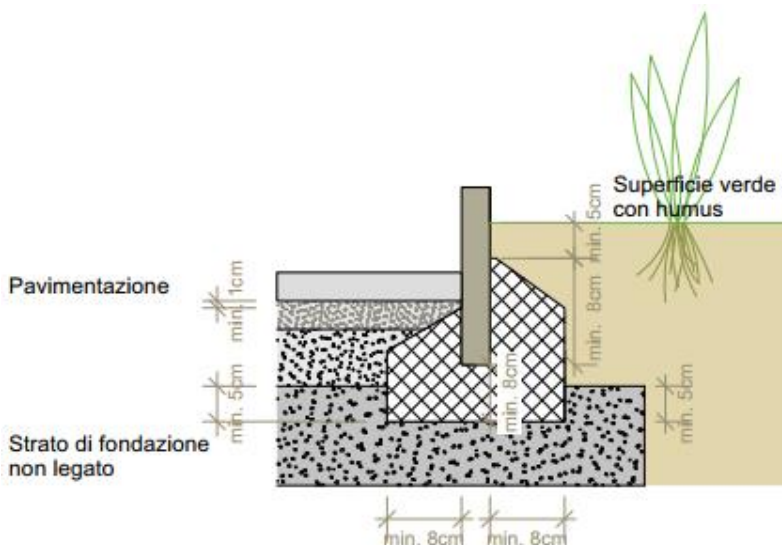 Superficie verde
con humus
min. 5cm
Pavimentazione
min. 1cm
min. 8cm
min. 5cm
min. 8cm
min. 5cm
Strato di fondazione
non legato
min. 8cm
min. 8cm